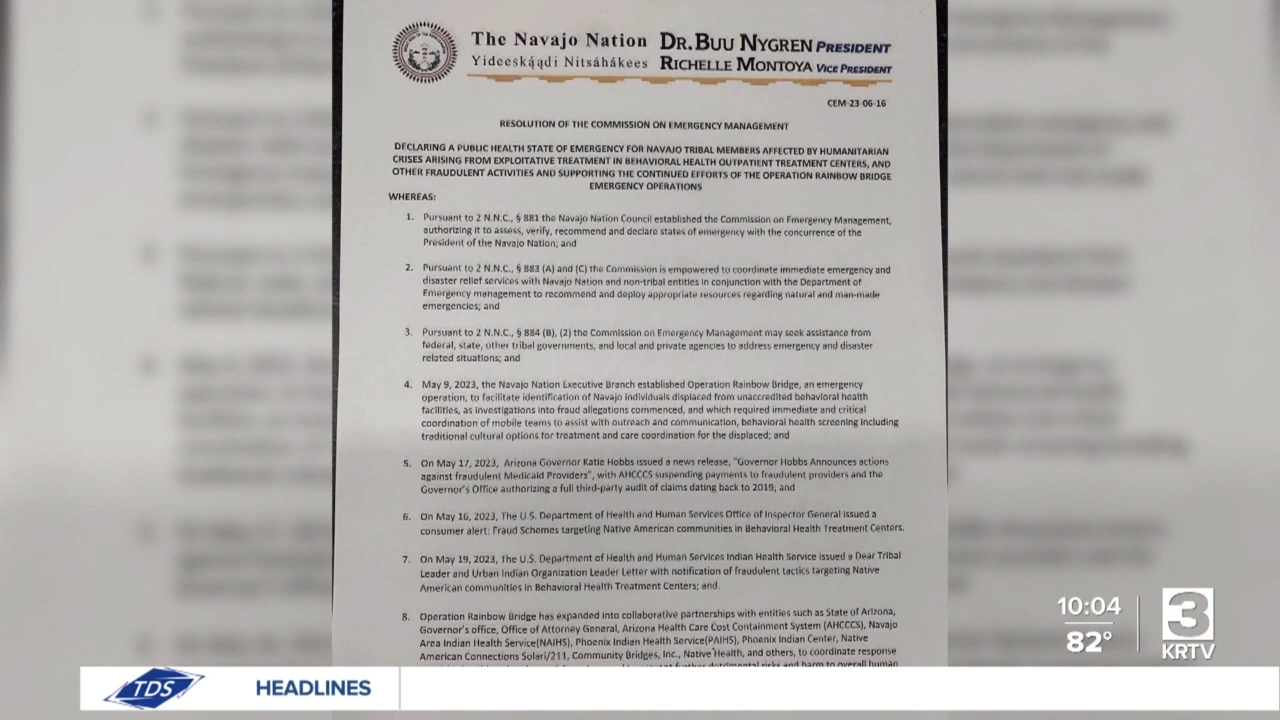 The Navajo Nation DR. BUU NYGREN PRESIDENT
Yideeską́ądi Nitsáhákees RICHELLE MONTOYA VICE PRESIDENT
CEM-23-06-16
RESOLUTION OF THE COMMISSION ON EMERGENCY MANAGEMENT
DECLARING A PUBLIC HEALTH STATE OF EMERGENCY FOR NAVAJO TRIBAL MEMBERS AFFECTED BY HUMANITARIAN
CRISES ARISING FROM EXPLOITATIVE TREATMENT IN BEHAVIORAL HEALTH OUTPATIENT TREATMENT CENTERS, AND
OTHER FRAUDULENT ACTIVITIES AND SUPPORTING THE CONTINUED EFFORTS OF THE OPERATION RAINBOW BRIDGE
EMERGENCY OPERATIONS
WHEREAS:
1. Pursuant to 2 N.N.C., § 881 the Navajo Nation Council established the Commission on Emergency Management,
authorizing it to assess, verify, recommend and declare states of emergency with the concurrence of the
President of the Navajo Nation; and
2. Pursuant to 2 N.N.C., § 883 (A) and (C) the Commission is empowered to coordinate immediate emergency and
disaster relief services with Navajo Nation and non-tribal entities in conjunction with the Department of
Emergency management to recommend and deploy appropriate resources regarding natural and man-made
emergencies; and
3. Pursuant to 2 N.N.C., § 884 (B), (2) the Commission on Emergency Management may seek assistance from
federal, state, other tribal governments, and local and private agencies to address emergency and disaster
related situations; and
4. May 9, 2023, the Navajo Nation Executive Branch established Operation Rainbow Bridge, an emergency
operation, to facilitate identification of Navajo individuals displaced from unaccredited behavioral health
facilities, as investigations into fraud allegations commenced, and which required immediate and critical
coordination of mobile teams to assist with outreach and communication, behavioral health screening including
traditional cultural options for treatment and care coordination for the displaced; and
5. On May 17, 2023, Arizona Governor Katie Hobbs issued a news release, "Governor Hobbs Announces actions
against fraudulent Medicaid Providers", with AHCCCS suspending payments to fraudulent providers and the
Governor's Office authorizing a full third-party audit of claims dating back to 2019; and
6. On May 16, 2023, The U.S. Department of Health and Human Services Office of Inspector General issued a
consumer alert: Fraud Schemes targeting Native American communities in Behavioral Health Treatment Centers.
7. On May 19, 2023, The U.S. Department of Health and Human Services Indian Health Service issued a Dear Tribal
Leader and Urban Indian Organization Leader Letter with notification of fraudulent tactics targeting Native
American communities in Behavioral Health Treatment Centers; and.
8. Operation Rainbow Bridge has expanded into collaborative partnerships with entities such as State of Arizona,
Governor's office, Office of Attorney General, Arizona Health Care Cost Containment System (AHCCCS), Navajo
Area Indian Health Service(NAIHS), Phoenix Indian Health Service(PAIHS), Phoenix Indian Center, Native
American Connections Solari/211, Community Bridges, Inc., Native Health, and others, to coordinate response
further detrimental risks and harm to overall human
10:04
82°
3
KRTV
TDS
HEADLINES